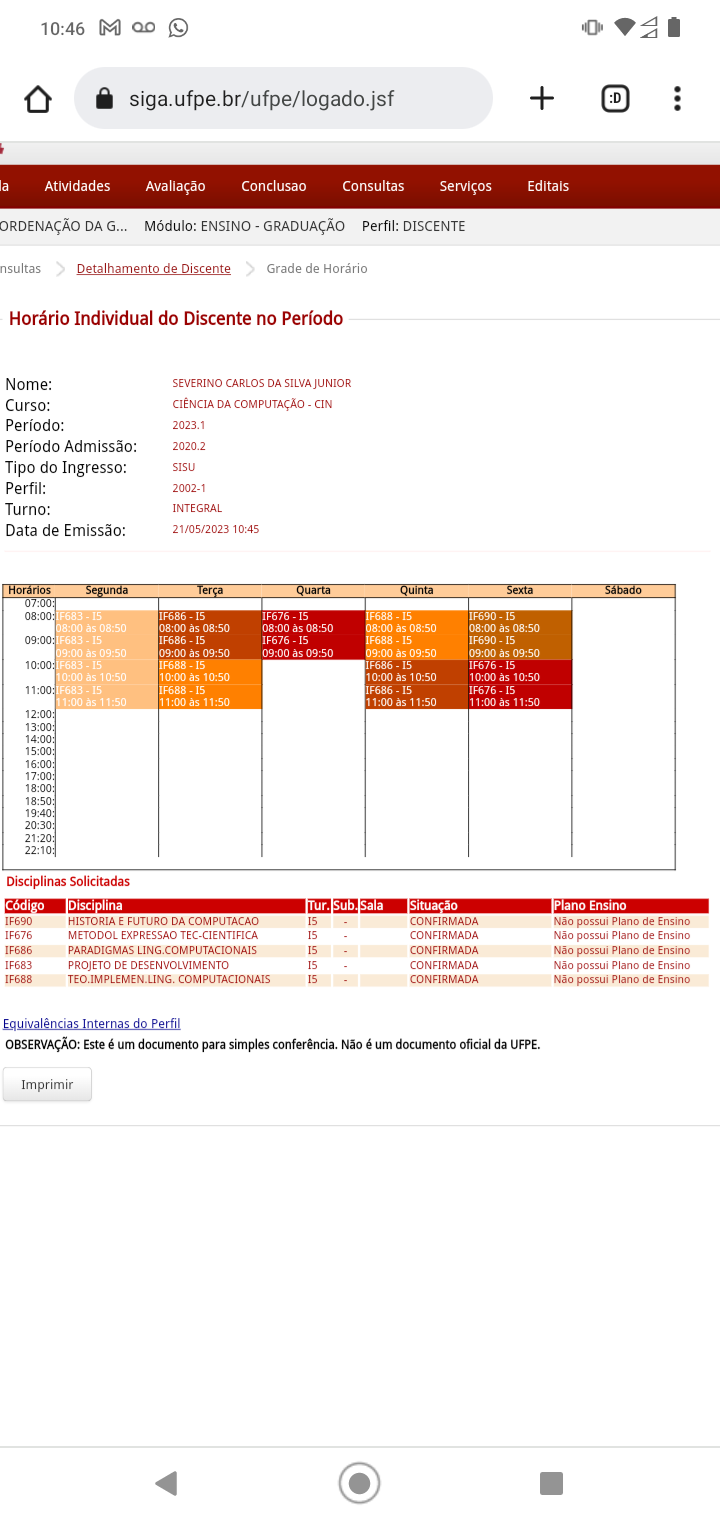 10:46
siga.ufpe.br/ufpe/logado.jsf
:D
da Atividades Avaliação Conclusao Consultas Serviços Editais
ORDENAÇÃO DA G... Módulo: ENSINO - GRADUAÇÃO Perfil: DISCENTE
nsultas Detalhamento de Discente Grade de Horário
Horário Individual do Discente no Período
Nome: SEVERINO CARLOS DA SILVA JUNIOR
Curso: CIÊNCIA DA COMPUTAÇÃO - CIN
Período: 2023.1
Período Admissão: 2020.2
Tipo do Ingresso: SISU
Perfil: 2002-1
Turno: INTEGRAL
Data de Emissão: 21/05/2023 10:45
Horários Segunda Terça Quarta Quinta Sexta Sábado
07:00:
08:00: IF683 - I5 IF686 - I5 IF676 - I5 IF688 - I5 IF690 - I5
08:00 às 08:50 08:00 às 08:50 08:00 às 08:50 08:00 às 08:50 08:00 às 08:50
09:00: IF683 - I5 IF686 - I5 IF676 - I5 IF688 - I5 IF690 - I5
09:00 às 09:50 09:00 às 09:50 09:00 às 09:50 09:00 às 09:50 09:00 às 09:50
10:00: IF683 - I5 IF688 - I5 IF686 - I5 IF676 - I5
10:00 às 10:50 10:00 às 10:50 10:00 às 10:50 10:00 às 10:50
11:00: IF683 - I5 IF688 - I5 IF686 - I5 IF676 - I5
11:00 às 11:50 11:00 às 11:50 11:00 às 11:50 11:00 às 11:50
12:00:
13:00:
14:00:
15:00:
16:00:
17:00:
18:00:
18:50:
19:40:
20:30:
21:20:
22:10:
Disciplinas Solicitadas
Código Disciplina Tur. Sub. Sala Situação Plano Ensino
IF690 HISTORIA E FUTURO DA COMPUTACAO I5 - CONFIRMADA Não possui Plano de Ensino
IF676 METODOL EXPRESSAO TEC-CIENTIFICA I5 - CONFIRMADA Não possui Plano de Ensino
IF686 PARADIGMAS LING.COMPUTACIONAIS I5 - CONFIRMADA Não possui Plano de Ensino
IF683 PROJETO DE DESENVOLVIMENTO I5 - CONFIRMADA Não possui Plano de Ensino
IF688 TEO.IMPLEMEN.LING. COMPUTACIONAIS I5 - CONFIRMADA Não possui Plano de Ensino
Equivalências Internas do Perfil
OBSERVAÇÃO: Este é um documento para simples conferência. Não é um documento oficial da UFPE.
Imprimir